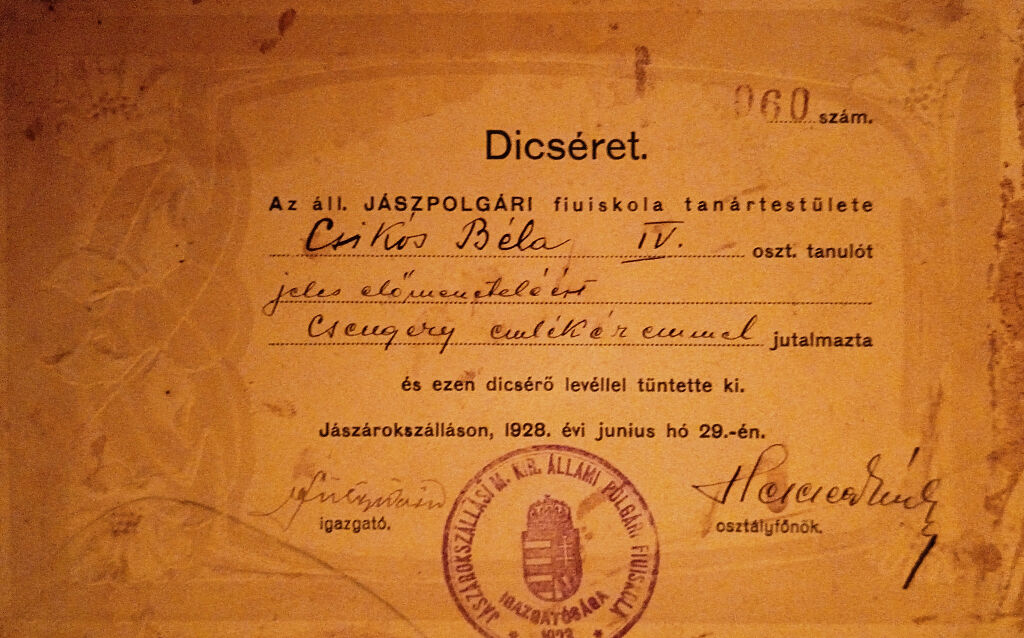 060 szám.
Dicséret.
Az áll. JÁSZPOLGÁRI fiuiskola tanártestülete
Csikós Béla IV. oszt. tanulót
jeles előmeneteléért
Csengery emlékéremmel jutalmazta
és ezen dicsérő levéllel tüntette ki.
Jászárokszálláson, 1928. évi junius hó 29.-én.
igazgató.
osztályfőnök.
JÁSZÁROKSZÁLLÁSI M. KIR. ÁLLAMI POLGÁRI FIUISKOLA
IGAZGATÓSÁGA